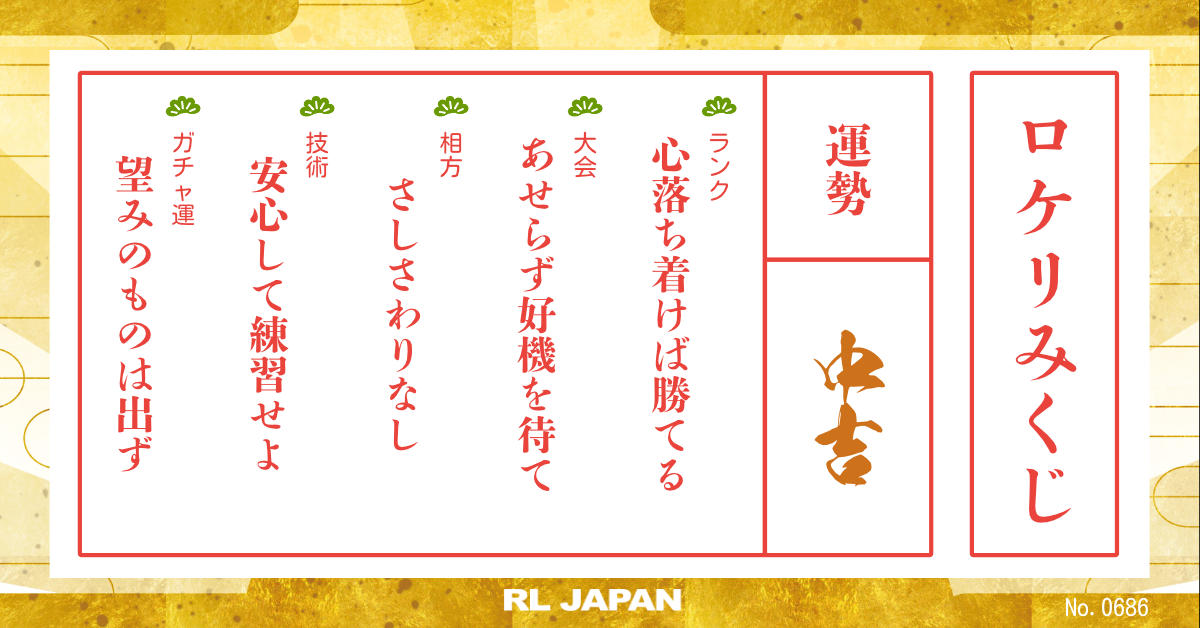 ロケリみくじ
運勢
中吉
ランク
心落ち着けば勝てる
大会
あせらず好機を待て
相方
さしさわりなし
技術
安心して練習せよ
ガチャ運
望みのものは出ず
RL JAPAN
No. 0686